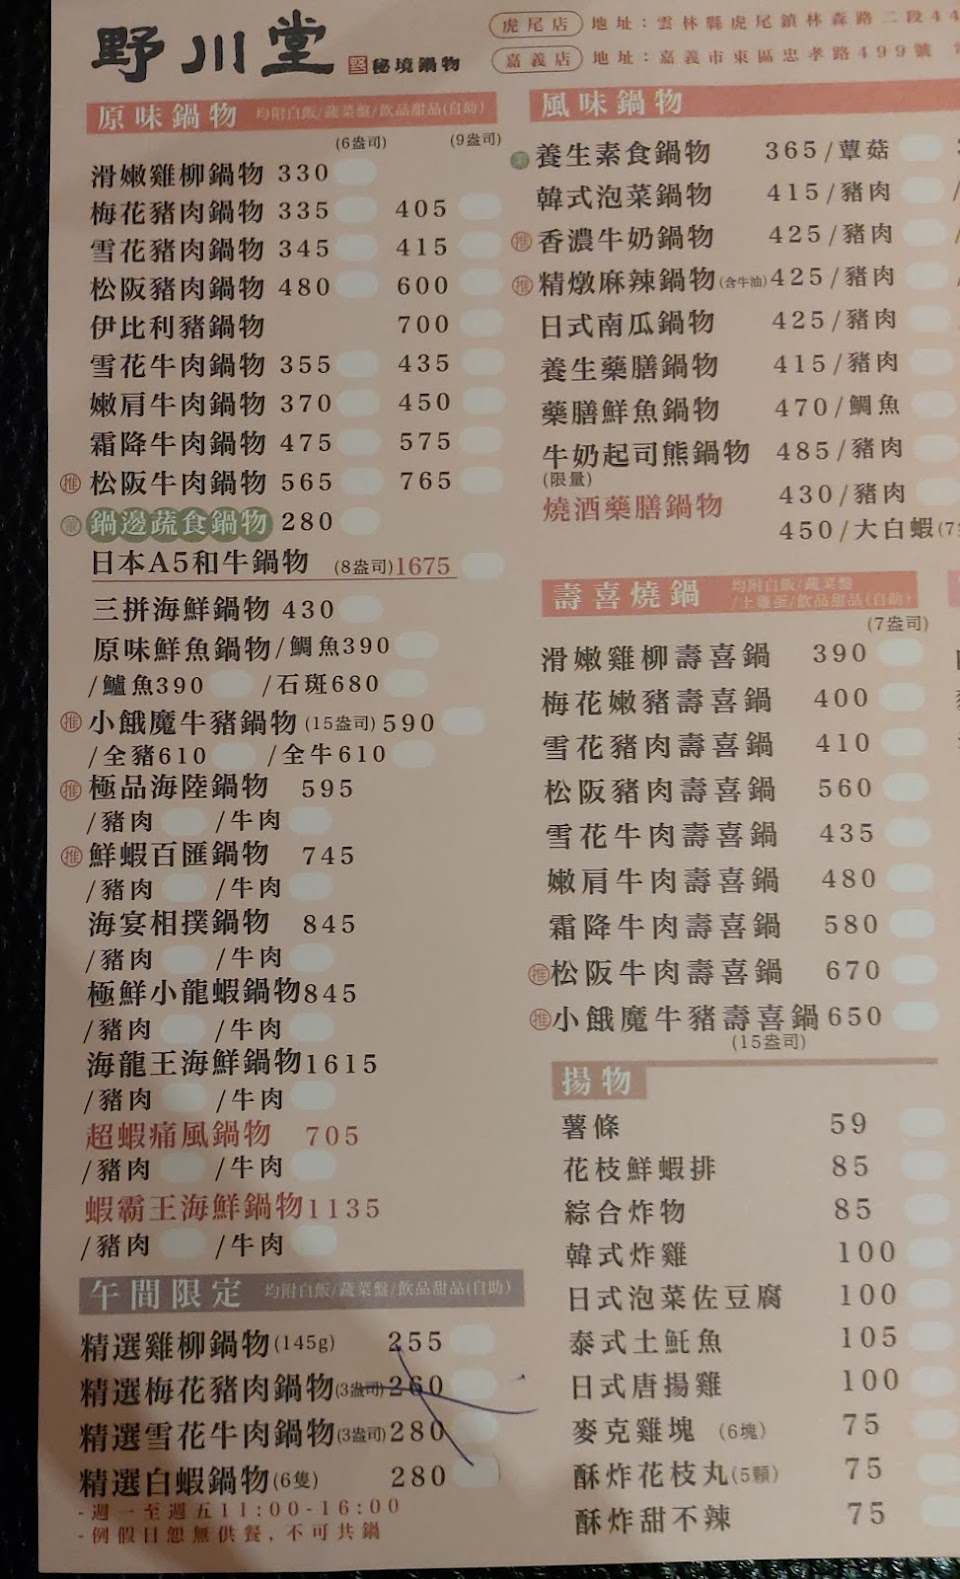 野川堂 秘境鍋物
虎尾店 地址：雲林縣虎尾鎮林森路二段44
嘉義店 地址：嘉義市東區忠孝路499號
原味鍋物 均附白飯/蔬菜盤/飲品甜品(自助)
(6盎司) (9盎司)
滑嫩雞柳鍋物 330
梅花豬肉鍋物 335 405
雪花豬肉鍋物 345 415
松阪豬肉鍋物 480 600
伊比利豬鍋物 700
雪花牛肉鍋物 355 435
嫩肩牛肉鍋物 370 450
霜降牛肉鍋物 475 575
推 松阪牛肉鍋物 565 765
鍋邊蔬食鍋物 280
日本A5和牛鍋物 (8盎司)1675
三拼海鮮鍋物 430
原味鮮魚鍋物/鯛魚390
/鱸魚390 /石斑680
推 小餓魔牛豬鍋物 (15盎司) 590
/全豬610 /全牛610
推 極品海陸鍋物 595
/豬肉 /牛肉
推 鮮蝦百匯鍋物 745
/豬肉 /牛肉
海宴相撲鍋物 845
/豬肉 /牛肉
極鮮小龍蝦鍋物845
/豬肉 /牛肉
海龍王海鮮鍋物1615
/豬肉 /牛肉
超蝦痛風鍋物 705
/豬肉 /牛肉
蝦霸王海鮮鍋物1135
/豬肉 /牛肉
午間限定 均附白飯/蔬菜盤/飲品甜品(自助)
精選雞柳鍋物(145g) 255
精選梅花豬肉鍋物(3盎司)260
精選雪花牛肉鍋物(3盎司)280
精選白蝦鍋物(6隻) 280
-週一至週五11:00-16:00
-例假日恕無供餐,不可共鍋
風味鍋物
養生素食鍋物 365/蕈菇
韓式泡菜鍋物 415/豬肉
推 香濃牛奶鍋物 425/豬肉
推 精燉麻辣鍋物(含牛油)425/豬肉
日式南瓜鍋物 425/豬肉
養生藥膳鍋物 415/豬肉
藥膳鮮魚鍋物 470/鯛魚
牛奶起司熊鍋物 485/豬肉
(限量)
燒酒藥膳鍋物 430/豬肉
450/大白蝦(7
壽喜燒鍋 均附白飯/蔬菜盤
/土雞蛋/飲品甜品(自助)
(7盎司)
滑嫩雞柳壽喜鍋 390
梅花嫩豬壽喜鍋 400
雪花豬肉壽喜鍋 410
松阪豬肉壽喜鍋 560
雪花牛肉壽喜鍋 435
嫩肩牛肉壽喜鍋 480
霜降牛肉壽喜鍋 580
推 松阪牛肉壽喜鍋 670
推 小餓魔牛豬壽喜鍋 650
(15盎司)
揚物
薯條 59
花枝鮮蝦排 85
綜合炸物 85
韓式炸雞 100
日式泡菜佐豆腐 100
泰式土魠魚 105
日式唐揚雞 100
麥克雞塊 (6塊) 75
酥炸花枝丸(5顆) 75
酥炸甜不辣 75